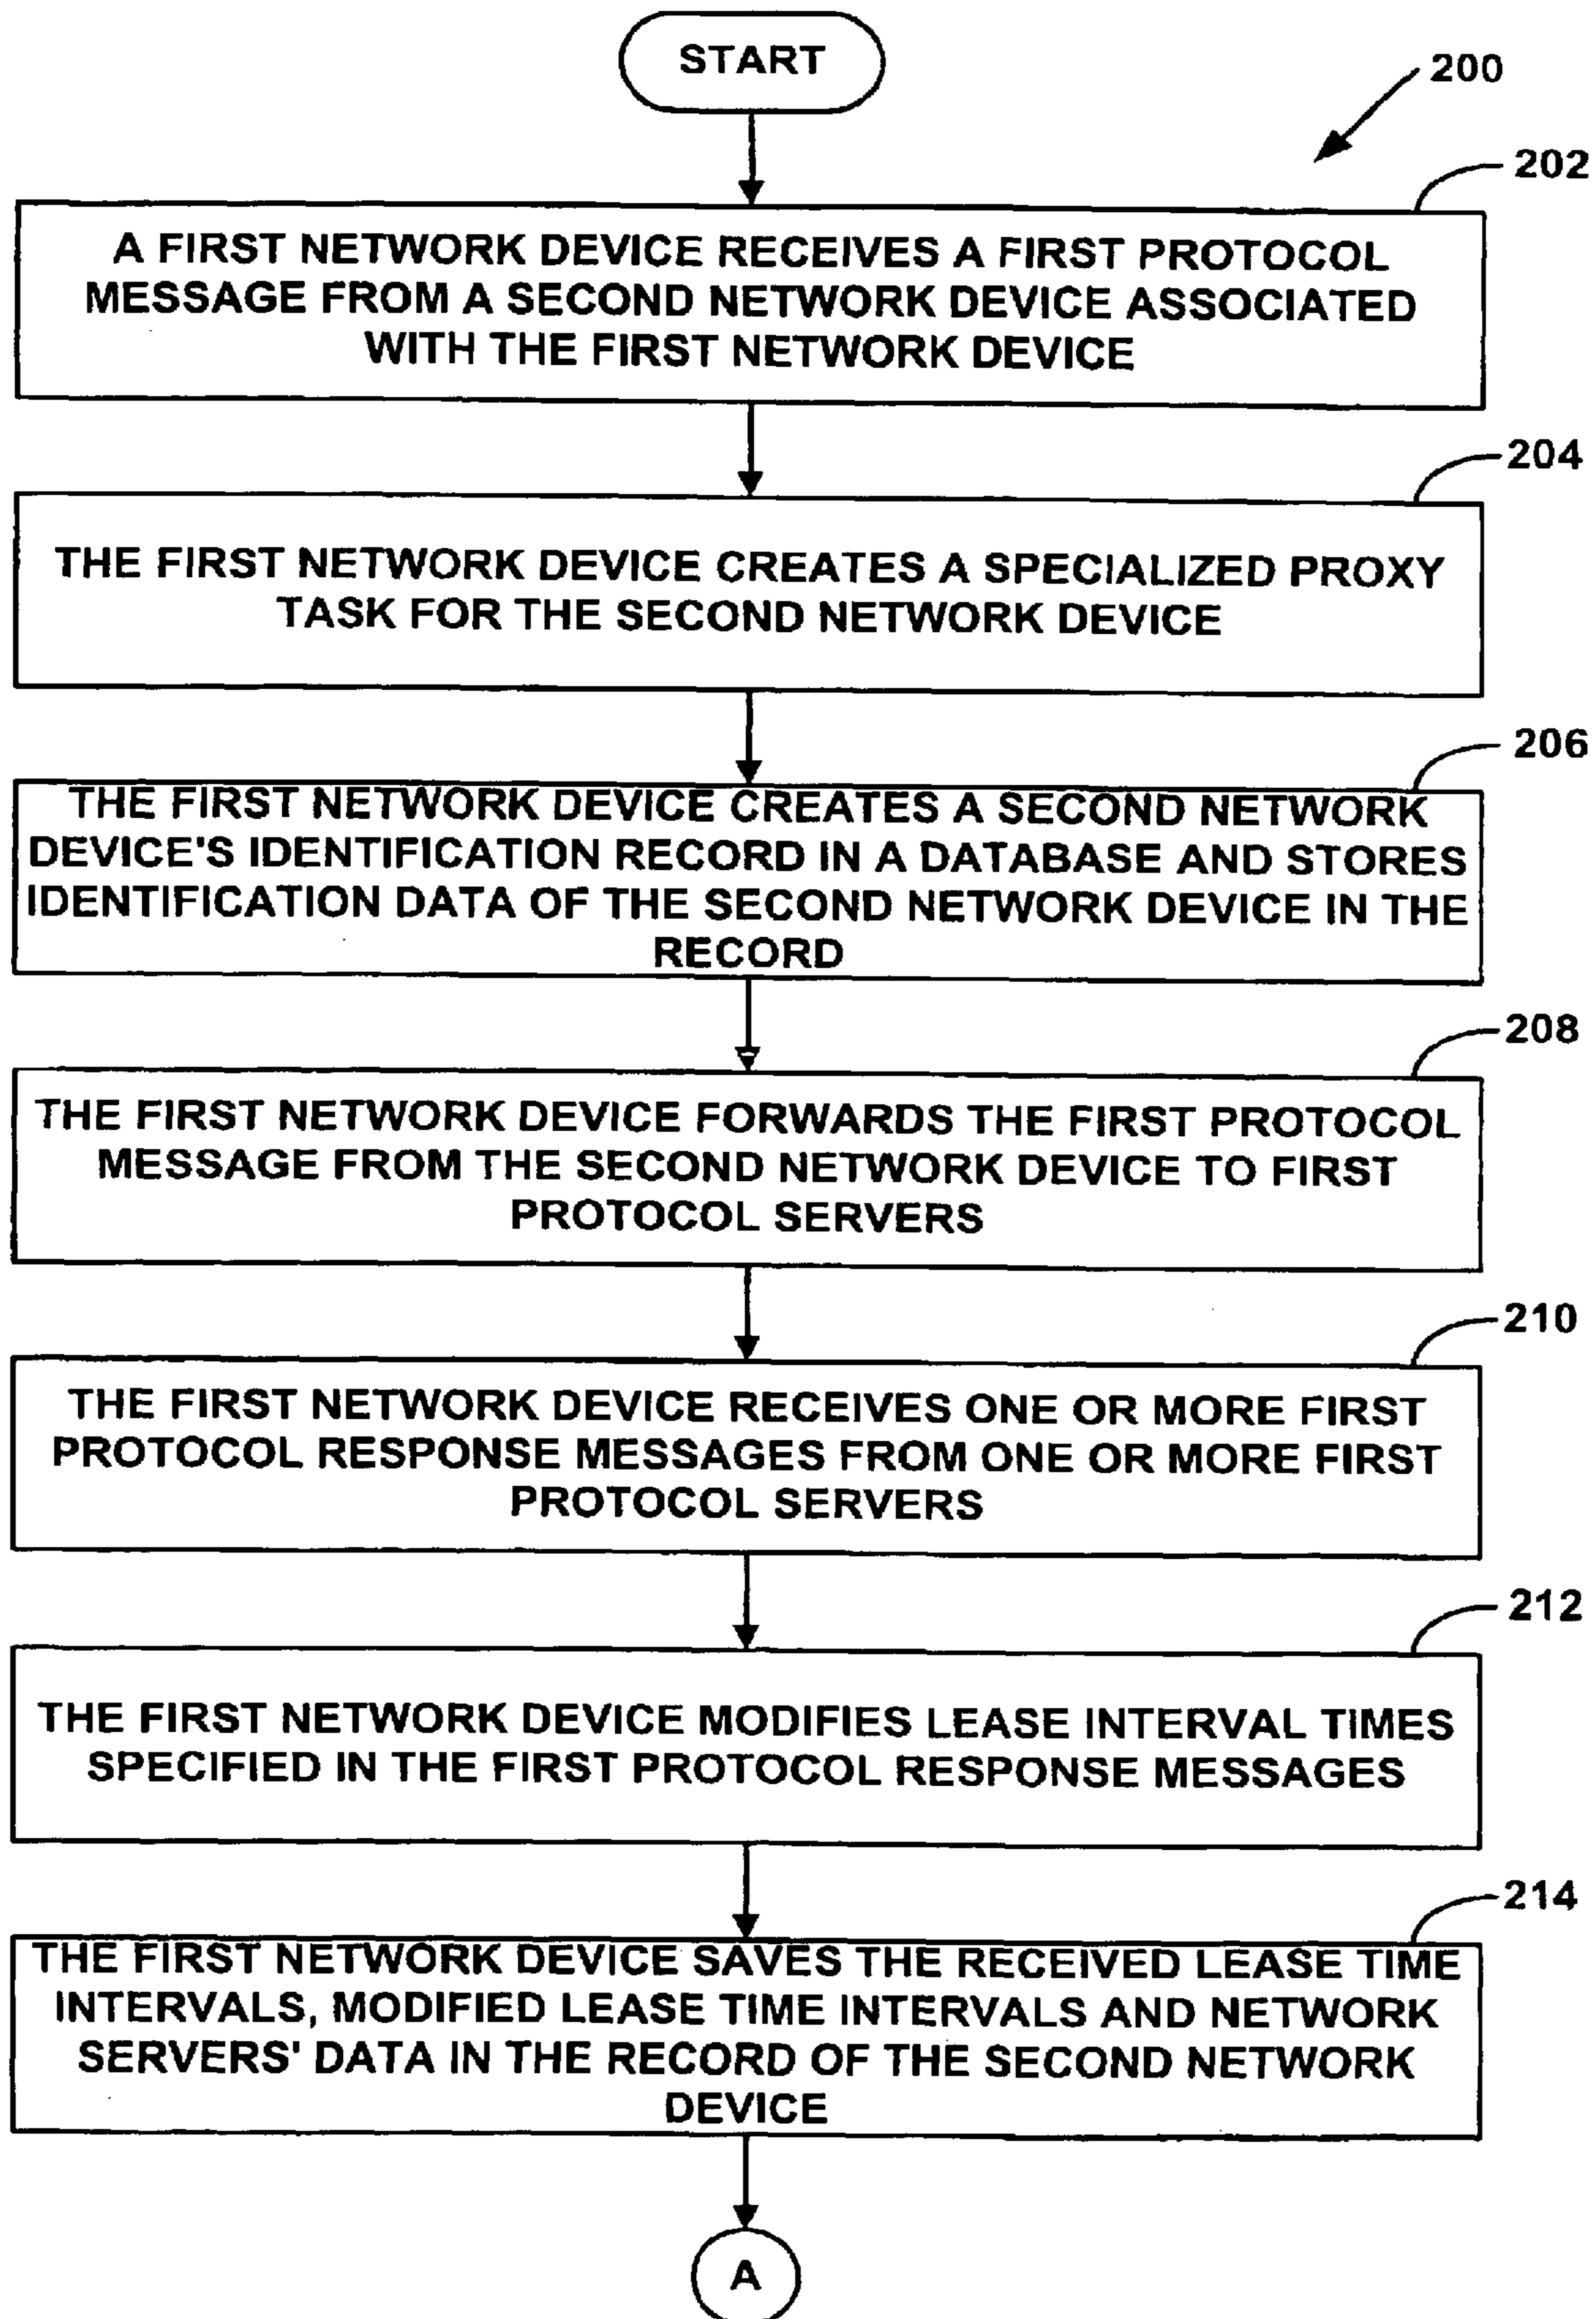 START
200
202
A FIRST NETWORK DEVICE RECEIVES A FIRST PROTOCOL
MESSAGE FROM A SECOND NETWORK DEVICE ASSOCIATED
WITH THE FIRST NETWORK DEVICE
204
THE FIRST NETWORK DEVICE CREATES A SPECIALIZED PROXY
TASK FOR THE SECOND NETWORK DEVICE
206
THE FIRST NETWORK DEVICE CREATES A SECOND NETWORK
DEVICE'S IDENTIFICATION RECORD IN A DATABASE AND STORES
IDENTIFICATION DATA OF THE SECOND NETWORK DEVICE IN THE
RECORD
208
THE FIRST NETWORK DEVICE FORWARDS THE FIRST PROTOCOL
MESSAGE FROM THE SECOND NETWORK DEVICE TO FIRST
PROTOCOL SERVERS
210
THE FIRST NETWORK DEVICE RECEIVES ONE OR MORE FIRST
PROTOCOL RESPONSE MESSAGES FROM ONE OR MORE FIRST
PROTOCOL SERVERS
212
THE FIRST NETWORK DEVICE MODIFIES LEASE INTERVAL TIMES
SPECIFIED IN THE FIRST PROTOCOL RESPONSE MESSAGES
214
THE FIRST NETWORK DEVICE SAVES THE RECEIVED LEASE TIME
INTERVALS, MODIFIED LEASE TIME INTERVALS AND NETWORK
SERVERS' DATA IN THE RECORD OF THE SECOND NETWORK
DEVICE
A